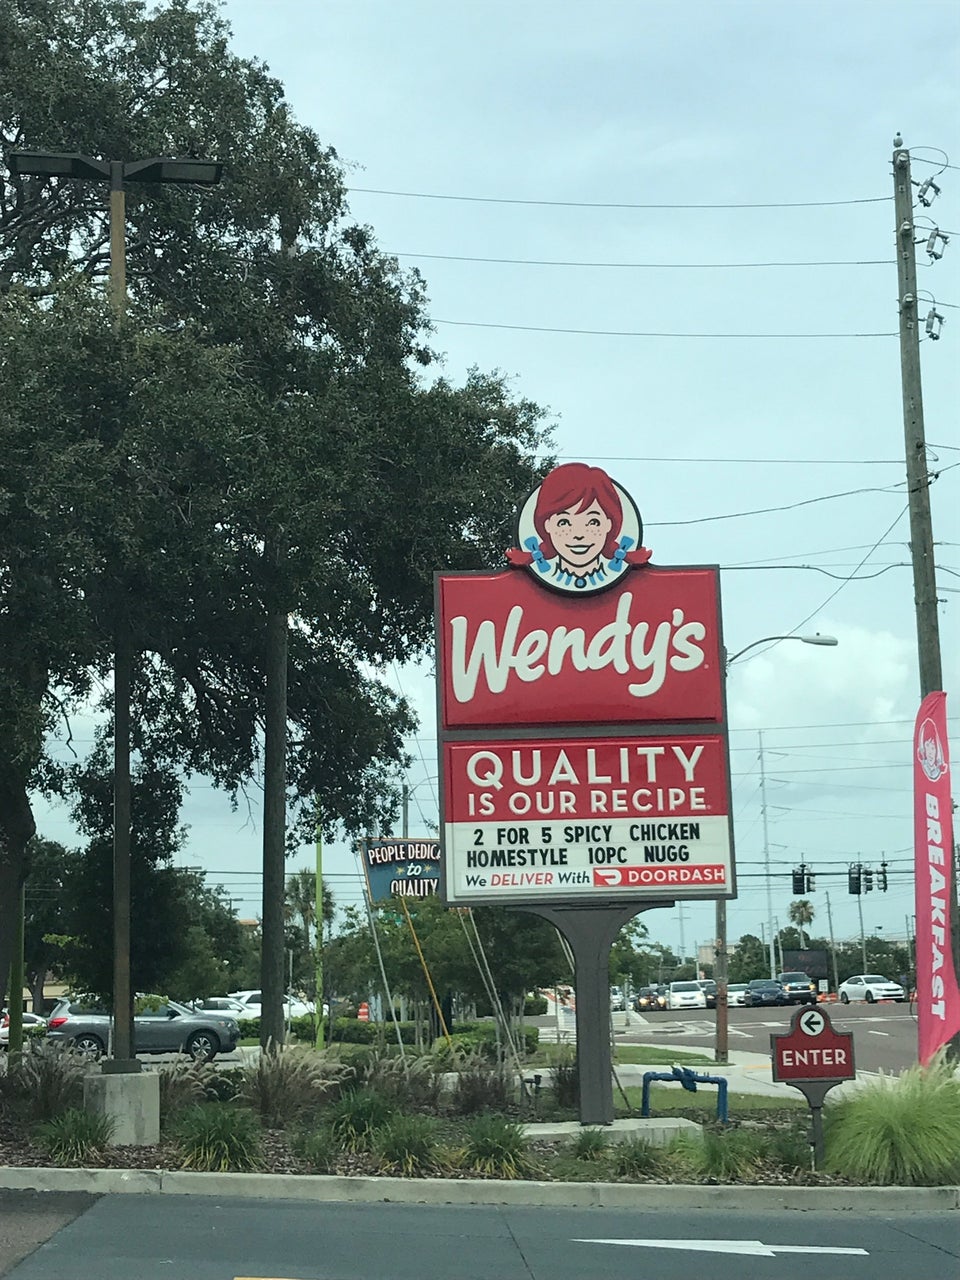 Wendy's
QUALITY
IS OUR RECIPE
2 FOR 5 SPICY CHICKEN
HOMESTYLE 10PC NUGG
We DELIVER With DOORDASH
PEOPLE DEDICA
to
QUALITY
BREAKFAST
ENTER